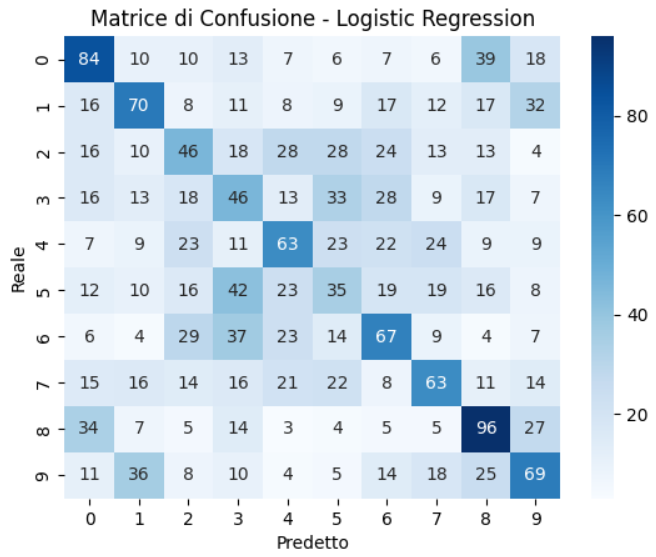 Matrice di Confusione - Logistic Regression
0 84 10 10 13 7 6 7 6 39 18
1 16 70 8 11 8 9 17 12 17 32
2 16 10 46 18 28 28 24 13 13 4
3 16 13 18 46 13 33 28 9 17 7
4 7 9 23 11 63 23 22 24 9 9
5 12 10 16 42 23 35 19 19 16 8
6 6 4 29 37 23 14 67 9 4 7
7 15 16 14 16 21 22 8 63 11 14
8 34 7 5 14 3 4 5 5 96 27
9 11 36 8 10 4 5 14 18 25 69
0 1 2 3 4 5 6 7 8 9
Predetto
Reale
80
60
40
20